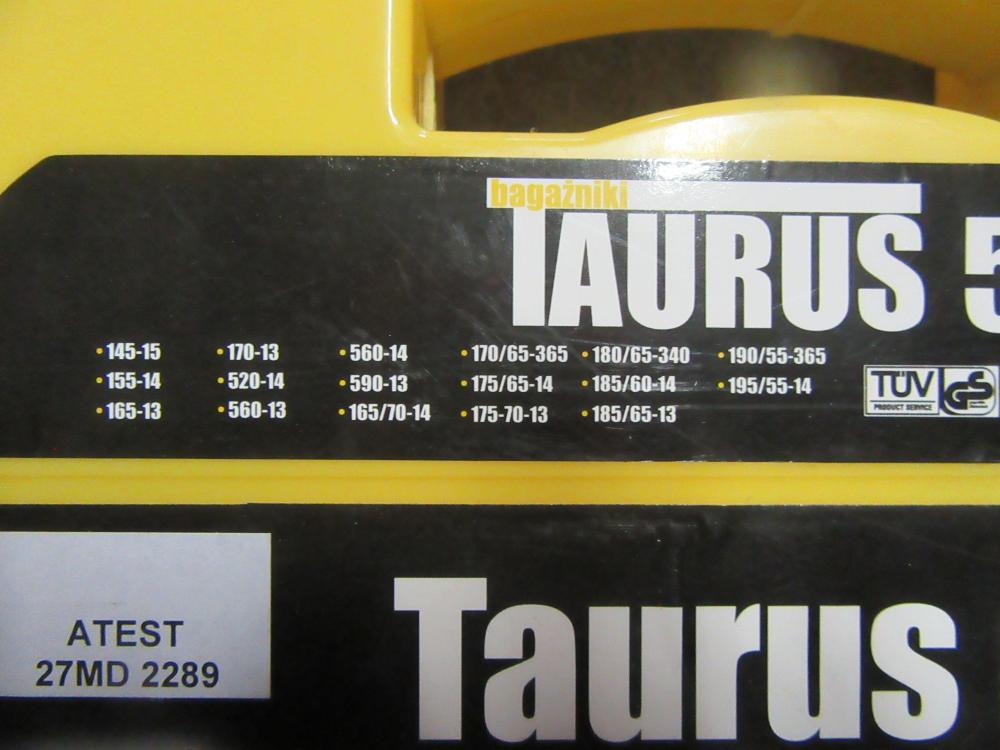 bagażniki
TAURUS 5
•145-15 •170-13 •560-14 •170/65-365 •180/65-340 •190/55-365
•155-14 •520-14 •590-13 •175/65-14 •185/60-14 •195/55-14
•165-13 •560-13 •165/70-14 •175-70-13 •185/65-13
TÜV
PRODUCT SERVICE
GS
ATEST
27MD 2289
Taurus